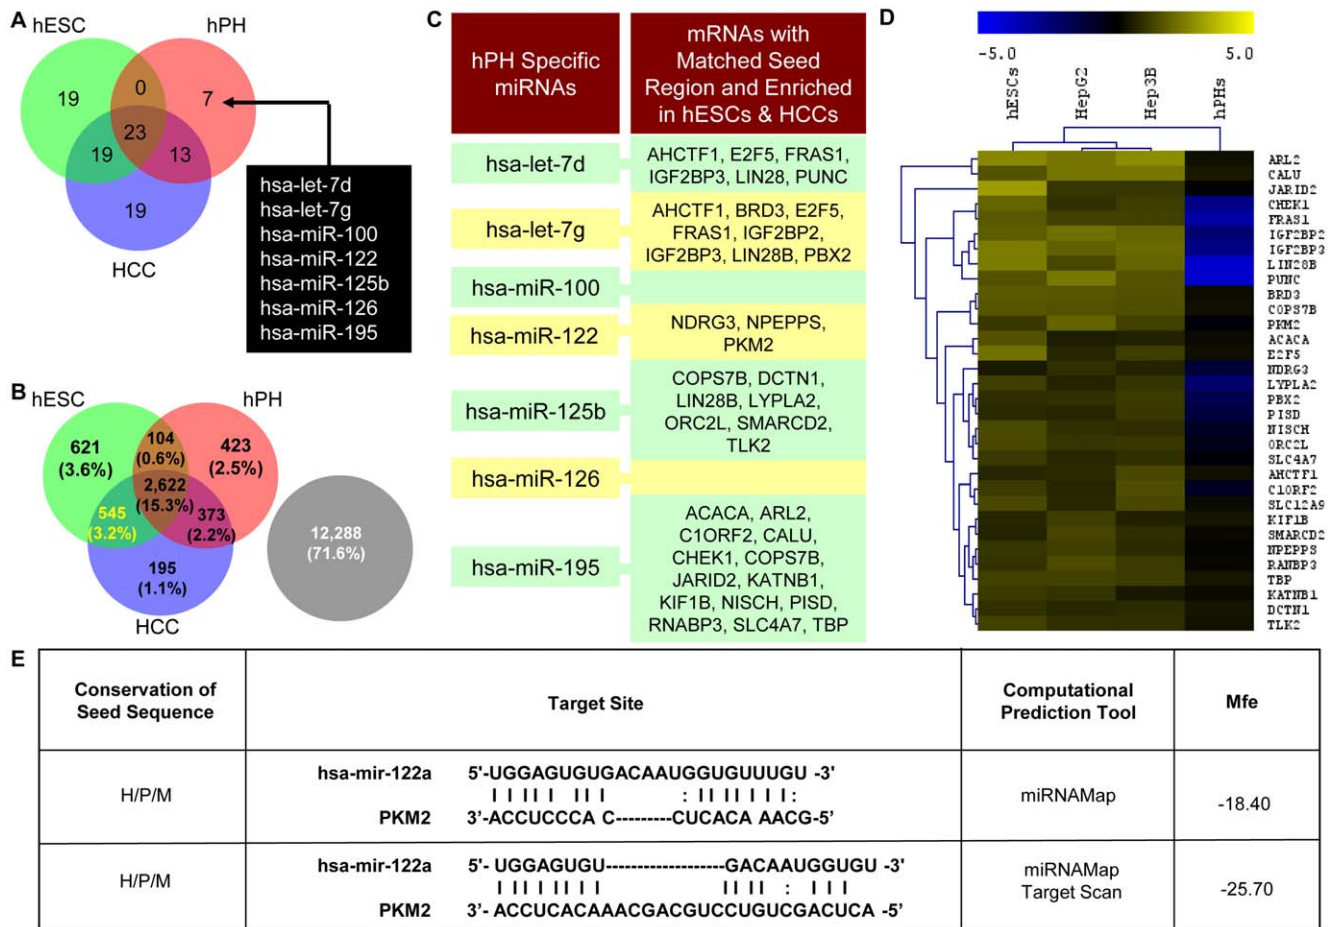 A
hESC
hPH
19
0
7
23
19
13
19
HCC
hsa-let-7d
hsa-let-7g
hsa-miR-100
hsa-miR-122
hsa-miR-125b
hsa-miR-126
hsa-miR-195
B
hESC
hPH
621
(3.6%)
104
(0.6%)
423
(2.5%)
2,622
(15.3%)
545
(3.2%)
373
(2.2%)
195
(1.1%)
HCC
12,288
(71.6%)
C
hPH Specific
miRNAs
mRNAs with
Matched Seed
Region and Enriched
in hESCs & HCCs
hsa-let-7d
AHCTF1, E2F5, FRAS1,
IGF2BP3, LIN28, PUNC
hsa-let-7g
AHCTF1, BRD3, E2F5,
FRAS1, IGF2BP2,
IGF2BP3, LIN28B, PBX2
hsa-miR-100
hsa-miR-122
NDRG3, NPEPPS,
PKM2
hsa-miR-125b
COPS7B, DCTN1,
LIN28B, LYPLA2,
ORC2L, SMARCD2,
TLK2
hsa-miR-126
hsa-miR-195
ACACA, ARL2,
C1ORF2, CALU,
CHEK1, COPS7B,
JARID2, KATNB1,
KIF1B, NISCH, PISD,
RNABP3, SLC4A7, TBP
D
-5.0
5.0
hESCs
HepG2
Hep3B
hPHs
ARL2
CALU
JARID2
CHEK1
FRAS1
IGF2BP2
IGF2BP3
LIN28B
PUNC
BRD3
COPS7B
PKM2
ACACA
E2F5
NDRG3
LYPLA2
PBX2
PISD
NISCH
ORC2L
SLC4A7
AHCTF1
C1ORF2
SLC12A9
KIF1B
SMARCD2
NPEPPS
RANBP3
TBP
KATNB1
DCTN1
TLK2
E
Conservation of
Seed Sequence
Target Site
Computational
Prediction Tool
Mfe
H/P/M
hsa-mir-122a 5'-UGGAGUGUGACAAUGGUGUUUGU -3'
PKM2 3'-ACCUCCCA C---------CUCACA AACG-5'
miRNAMap
-18.40
H/P/M
hsa-mir-122a 5'- UGGAGUGU-------------------GACAAUGGUGU -3'
PKM2 3'- ACCUCACAAACGACGUCCUGUCGACUCA -5'
miRNAMap
Target Scan
-25.70